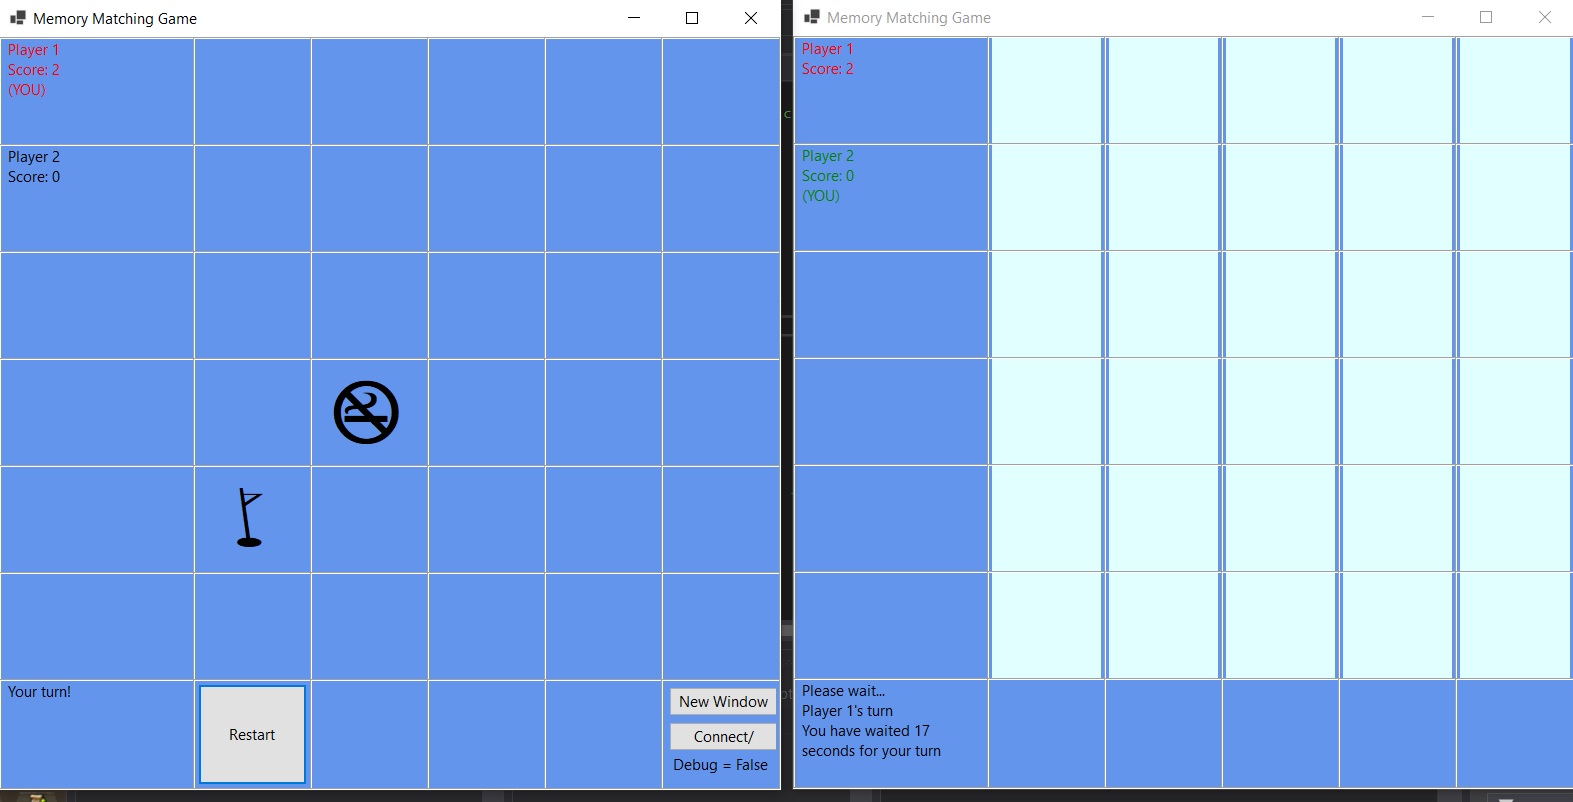 Memory Matching Game
Player 1
Score: 2
(YOU)
Player 2
Score: 0
Your turn!
Restart
New Window
Connect/
Debug = False
Memory Matching Game
Player 1
Score: 2
Player 2
Score: 0
(YOU)
Please wait...
Player 1's turn
You have waited 17
seconds for your turn